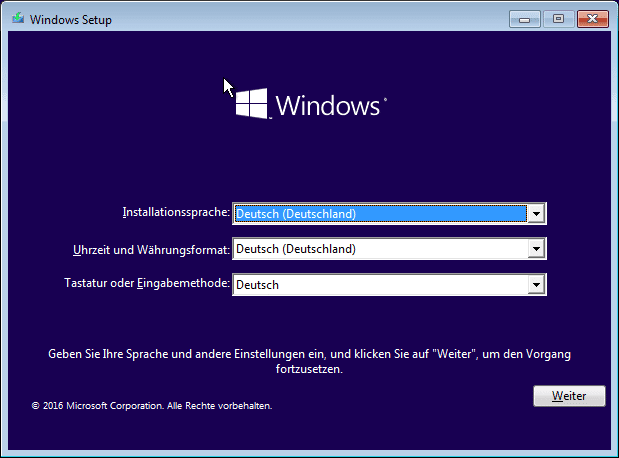 Windows Setup
Windows
Installationssprache: Deutsch (Deutschland)
Uhrzeit und Währungsformat: Deutsch (Deutschland)
Tastatur oder Eingabemethode: Deutsch
Geben Sie Ihre Sprache und andere Einstellungen ein, und klicken Sie auf "Weiter", um den Vorgang
fortzusetzen.
Weiter
© 2016 Microsoft Corporation. Alle Rechte vorbehalten.